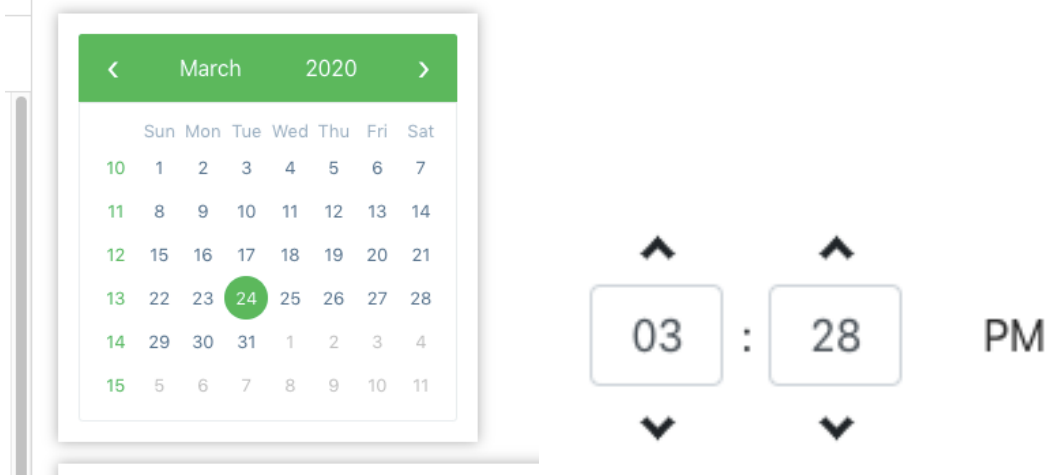 ‹ March 2020 ›
Sun Mon Tue Wed Thu Fri Sat
10 1 2 3 4 5 6 7
11 8 9 10 11 12 13 14
12 15 16 17 18 19 20 21
13 22 23 24 25 26 27 28
14 29 30 31 1 2 3 4
15 5 6 7 8 9 10 11
03 : 28 PM